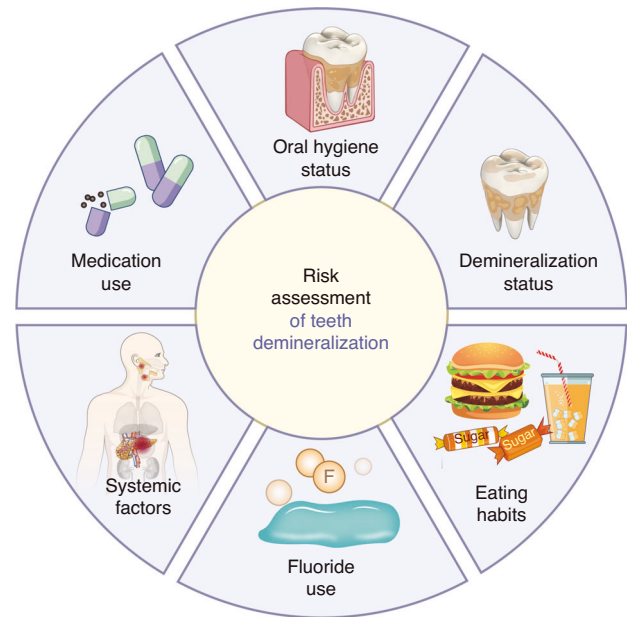 Oral hygiene
status
Medication
use
Demineralization
status
Risk
assessment
of teeth
demineralization
Sugar
Sugar
Systemic
factors
Eating
habits
F
Fluoride
use